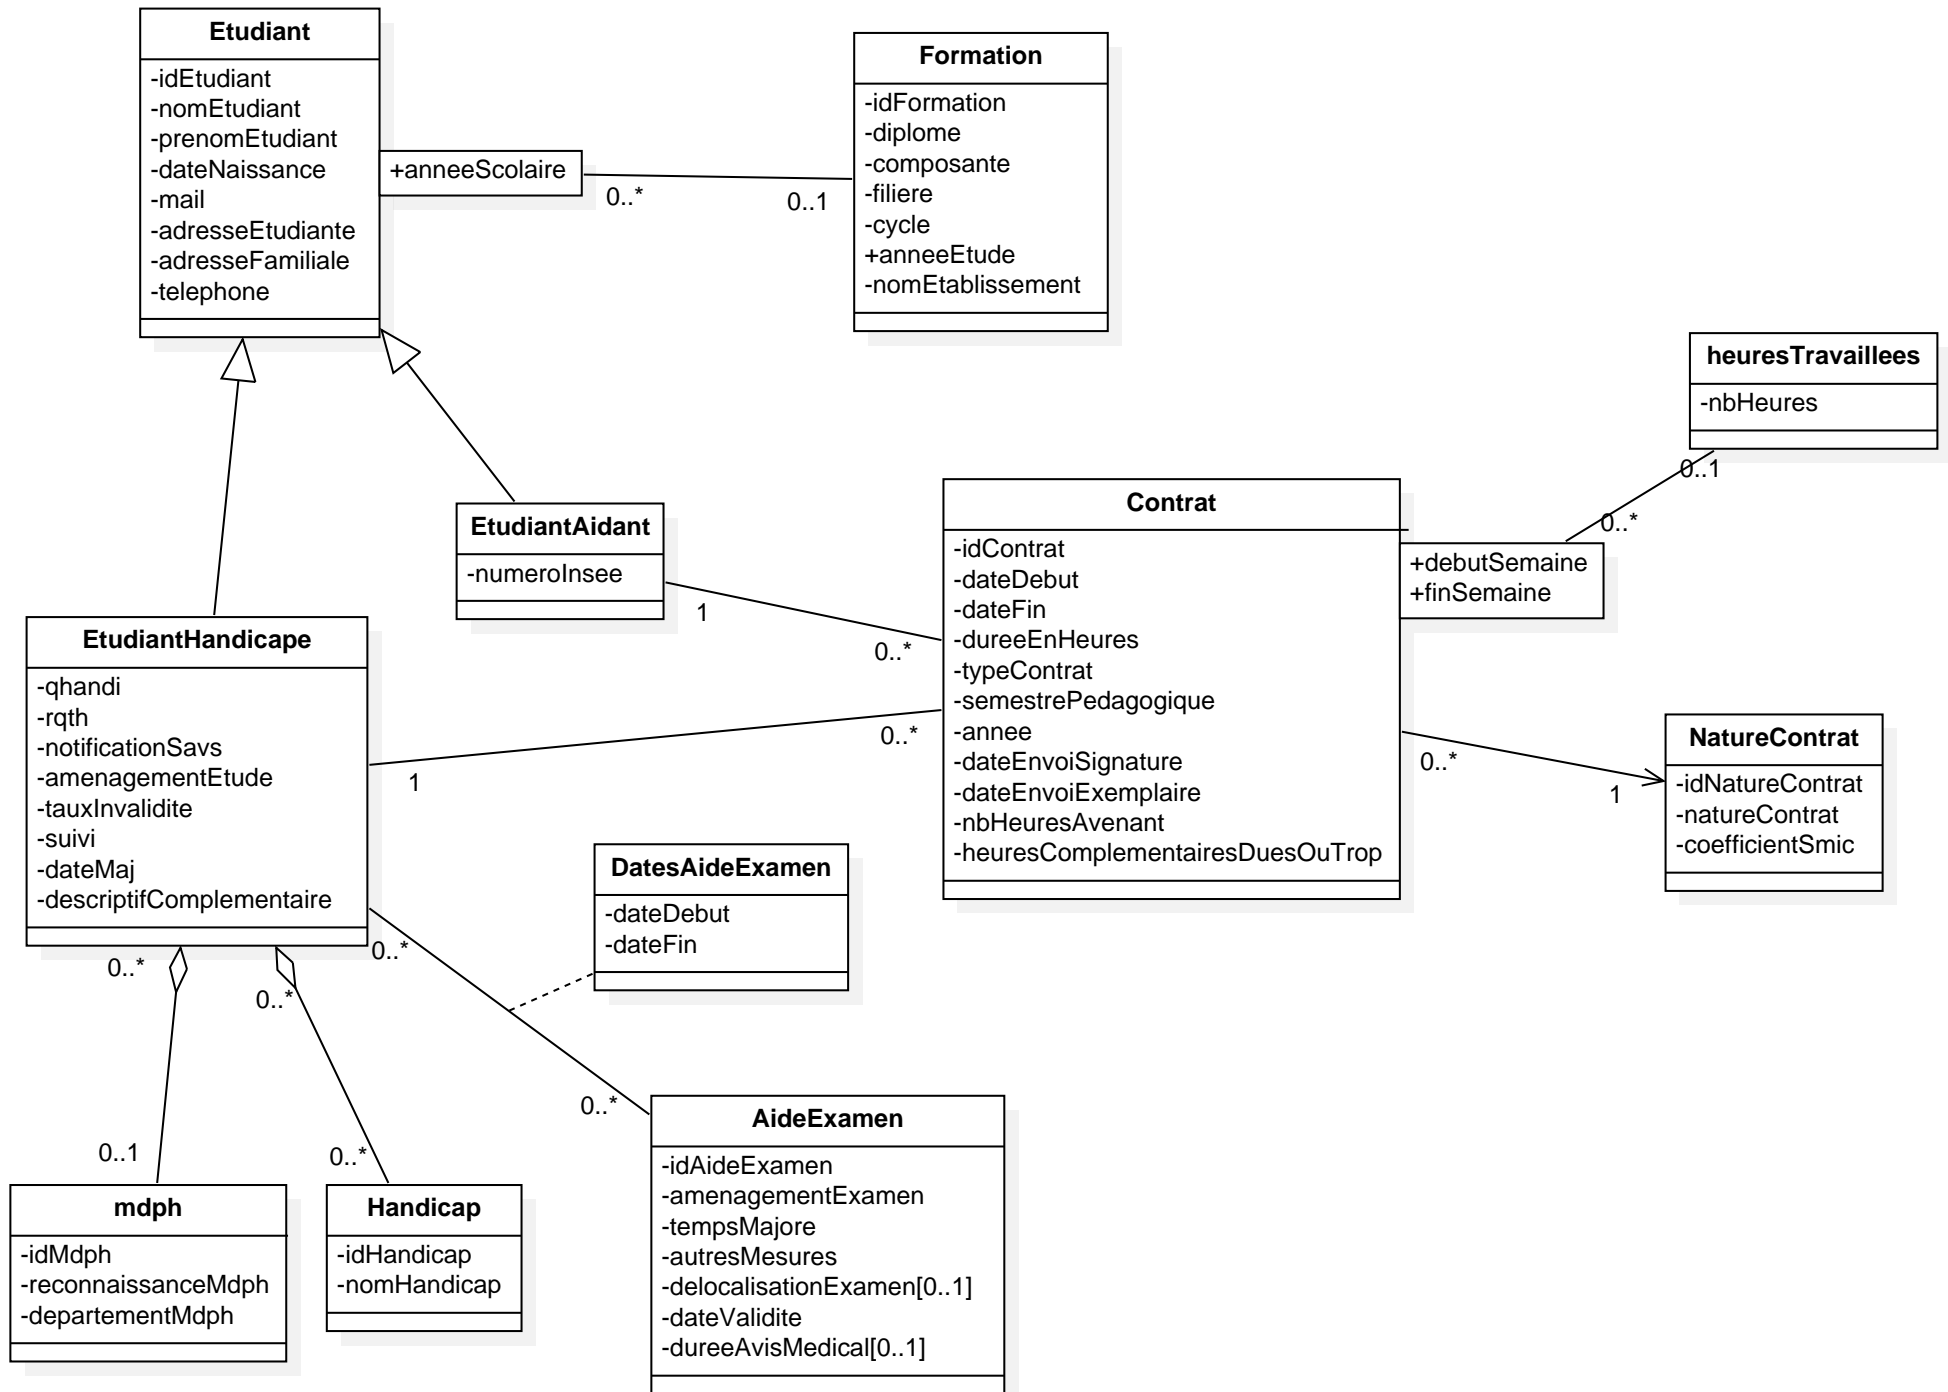 Etudiant
-idEtudiant
-nomEtudiant
-prenomEtudiant
-dateNaissance
-mail
-adresseEtudiante
-adresseFamiliale
-telephone
+anneeScolaire
0..*
0..1
Formation
-idFormation
-diplome
-composante
-filiere
-cycle
+anneeEtude
-nomEtablissement
heuresTravaillees
-nbHeures
0..1
0..*
+debutSemaine
+finSemaine
EtudiantAidant
-numeroInsee
1
0..*
Contrat
-idContrat
-dateDebut
-dateFin
-dureeEnHeures
-typeContrat
-semestrePedagogique
-annee
-dateEnvoiSignature
-dateEnvoiExemplaire
-nbHeuresAvenant
-heuresComplementairesDuesOuTrop
0..*
1
NatureContrat
-idNatureContrat
-natureContrat
-coefficientSmic
EtudiantHandicape
-qhandi
-rqth
-notificationSavs
-amenagementEtude
-tauxInvalidite
-suivi
-dateMaj
-descriptifComplementaire
1
0..*
DatesAideExamen
-dateDebut
-dateFin
0..*
0..*
0..*
0..*
0..1
0..*
mdph
-idMdph
-reconnaissanceMdph
-departementMdph
Handicap
-idHandicap
-nomHandicap
AideExamen
-idAideExamen
-amenagementExamen
-tempsMajore
-autresMesures
-delocalisationExamen[0..1]
-dateValidite
-dureeAvisMedical[0..1]